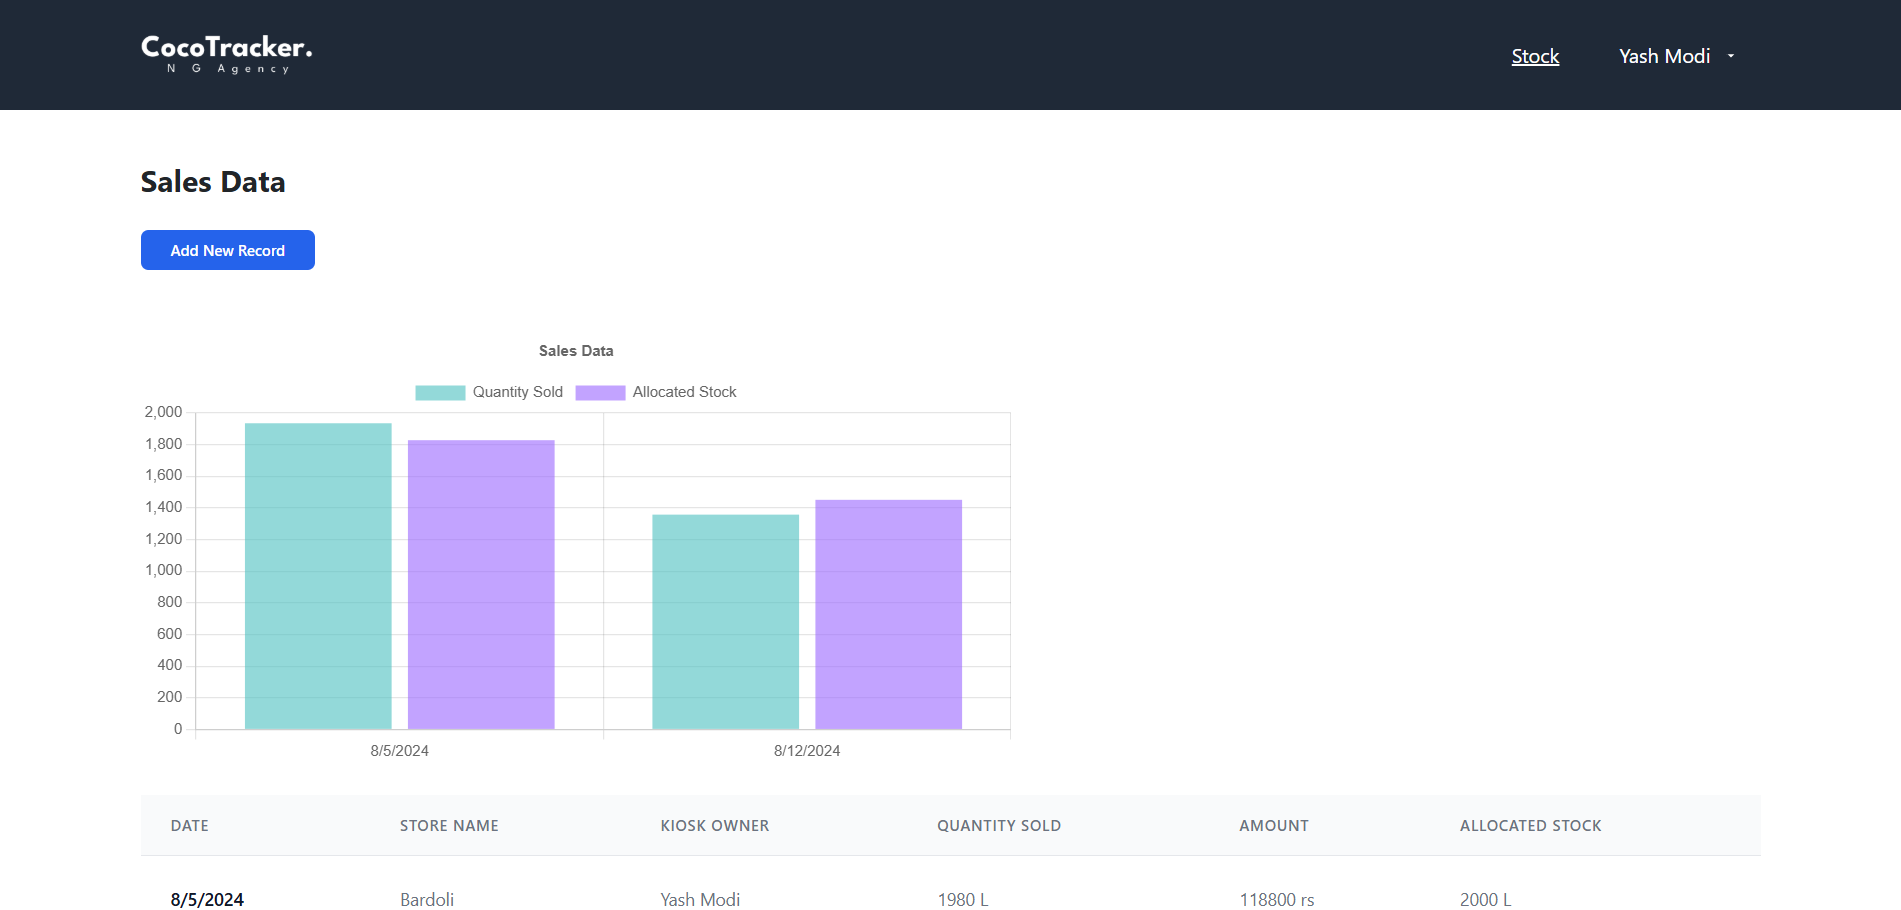 CocoTracker.
N G Agency
Stock
Yash Modi
Sales Data
Add New Record
Sales Data
Quantity Sold
Allocated Stock
2,000
1,800
1,600
1,400
1,200
1,000
800
600
400
200
0
8/5/2024
8/12/2024
DATE STORE NAME KIOSK OWNER QUANTITY SOLD AMOUNT ALLOCATED STOCK
8/5/2024 Bardoli Yash Modi 1980 L 118800 rs 2000 L